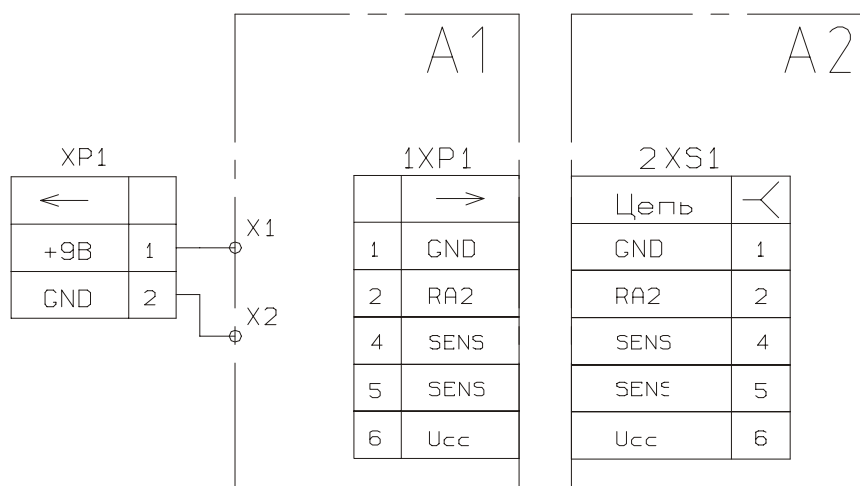 A1
A2
XP1
1XP1
2XS1
Цепь
X1
+9В 1
1 GND
GND 1
GND 2
2 RA2
RA2 2
X2
4 SENS
SENS 4
5 SENS
SENS 5
6 Ucc
Ucc 6